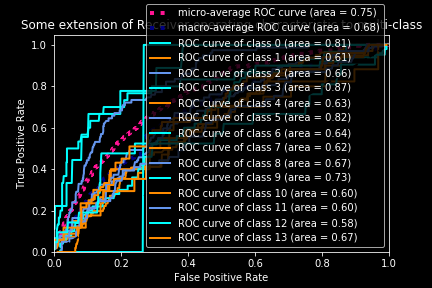 Some extension of Receiver operating characteristic to multi-class
micro-average ROC curve (area = 0.75)
macro-average ROC curve (area = 0.68)
ROC curve of class 0 (area = 0.81)
ROC curve of class 1 (area = 0.61)
ROC curve of class 2 (area = 0.66)
ROC curve of class 3 (area = 0.87)
ROC curve of class 4 (area = 0.63)
ROC curve of class 5 (area = 0.82)
ROC curve of class 6 (area = 0.64)
ROC curve of class 7 (area = 0.62)
ROC curve of class 8 (area = 0.67)
ROC curve of class 9 (area = 0.73)
ROC curve of class 10 (area = 0.60)
ROC curve of class 11 (area = 0.60)
ROC curve of class 12 (area = 0.58)
ROC curve of class 13 (area = 0.67)
True Positive Rate
1.0
0.8
0.6
0.4
0.2
0.0
0.0 0.2 0.4 0.6 0.8 1.0
False Positive Rate